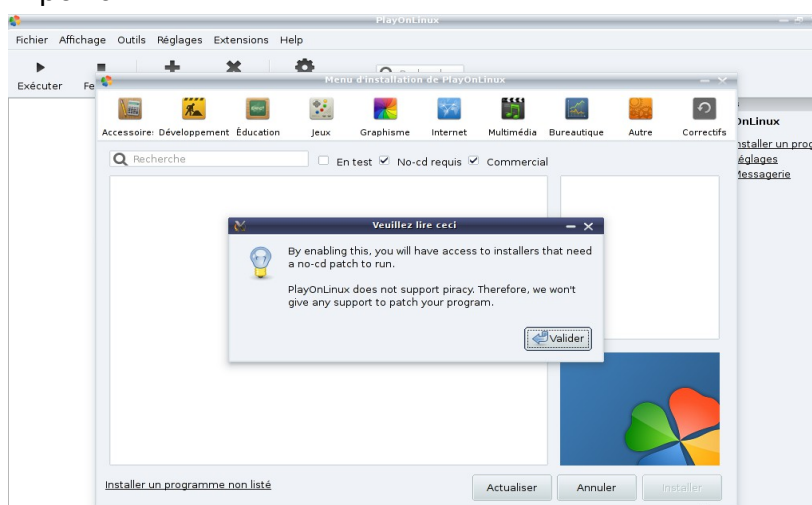 PlayOnLinux
Fichier Affichage Outils Réglages Extensions Help
Exécuter
Menu d'installation de PlayOnLinux
Accessoires Développement Éducation Jeux Graphisme Internet Multimédia Bureautique Autre Correctifs
Recherche
En test No-cd requis Commercial
Veuillez lire ceci
By enabling this, you will have access to installers that need
a no-cd patch to run.
PlayOnLinux does not support piracy. Therefore, we won't
give any support to patch your program.
Valider
Réglages
Messagerie
Installer un programme non listé
Actualiser Annuler Installer